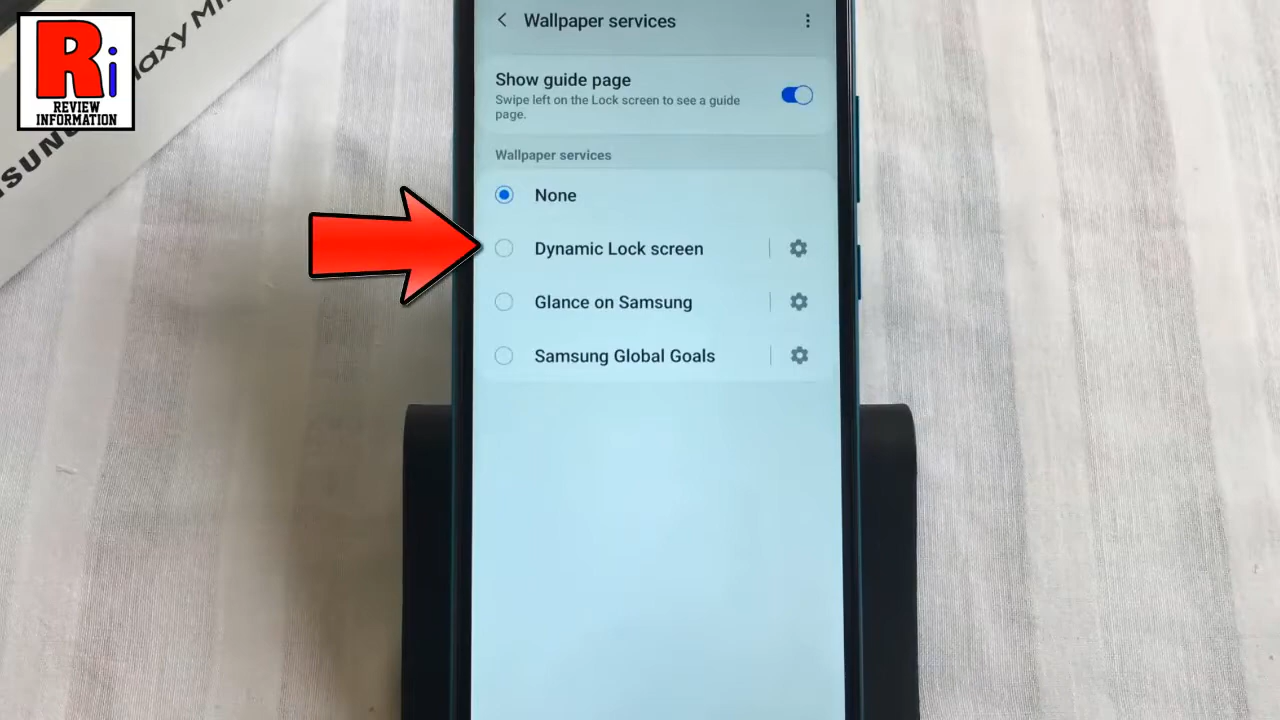 Ri
REVIEW
INFORMATION
Wallpaper services
Show guide page
Swipe left on the Lock screen to see a guide
page.
Wallpaper services
None
Dynamic Lock screen
Glance on Samsung
Samsung Global Goals